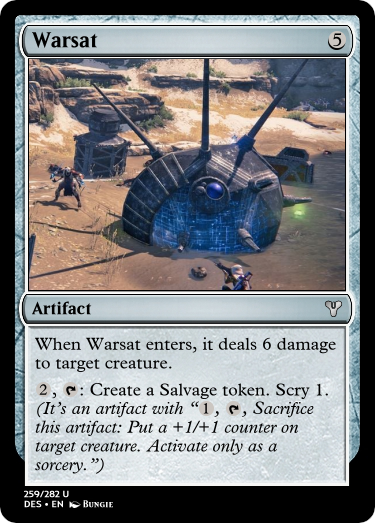 Warsat 5
Artifact
When Warsat enters, it deals 6 damage
to target creature.
2, : Create a Salvage token. Scry 1.
(It's an artifact with “1, , Sacrifice
this artifact: Put a +1/+1 counter on
target creature. Activate only as a
sorcery.”)
259/282 U
DES • EN Bungie